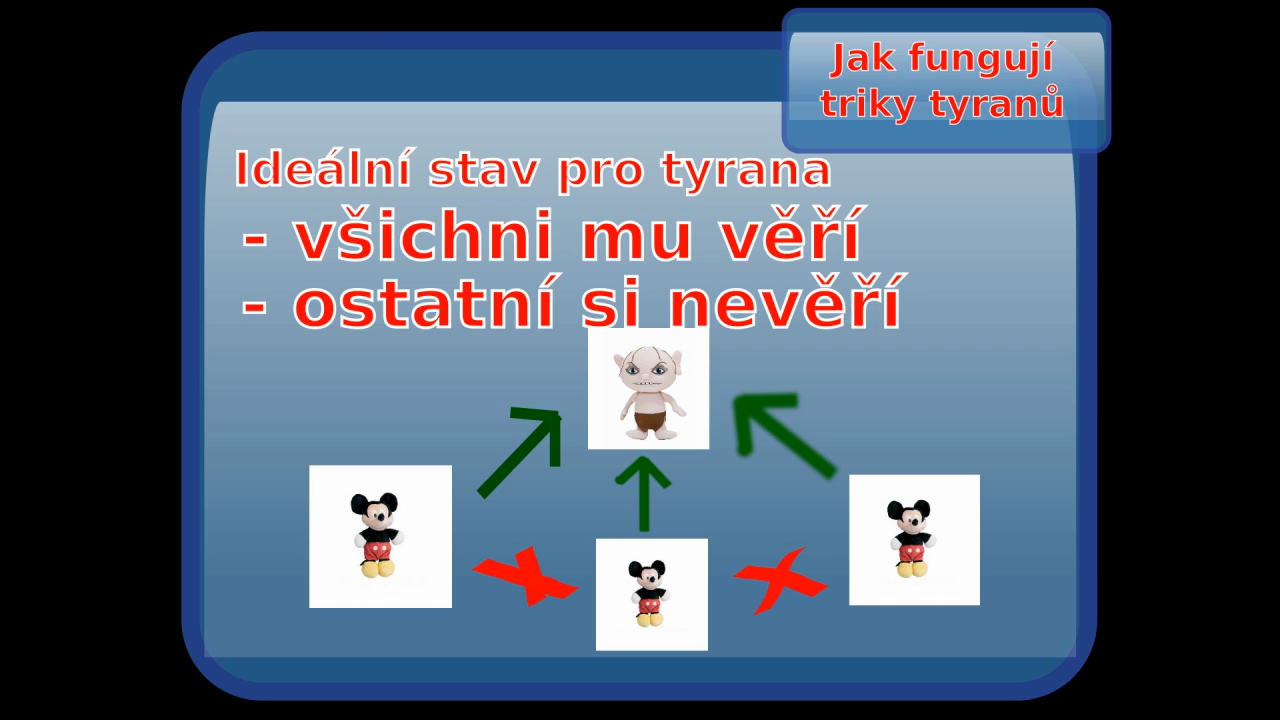 Jak fungují
triky tyranů
Ideální stav pro tyrana
- všichni mu věří
- ostatní si nevěří